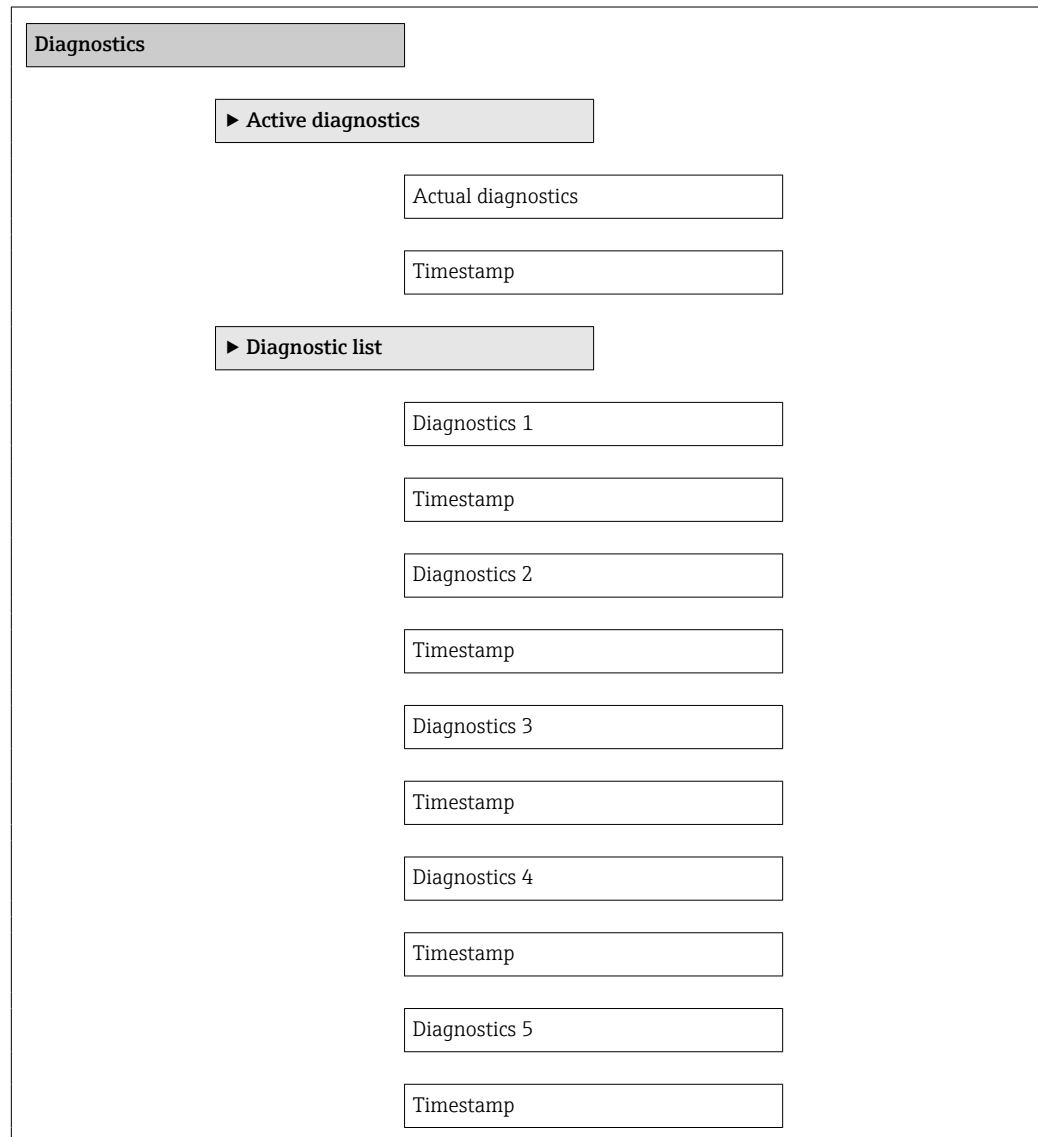 Diagnostics
▶ Active diagnostics
Actual diagnostics
Timestamp
▶ Diagnostic list
Diagnostics 1
Timestamp
Diagnostics 2
Timestamp
Diagnostics 3
Timestamp
Diagnostics 4
Timestamp
Diagnostics 5
Timestamp